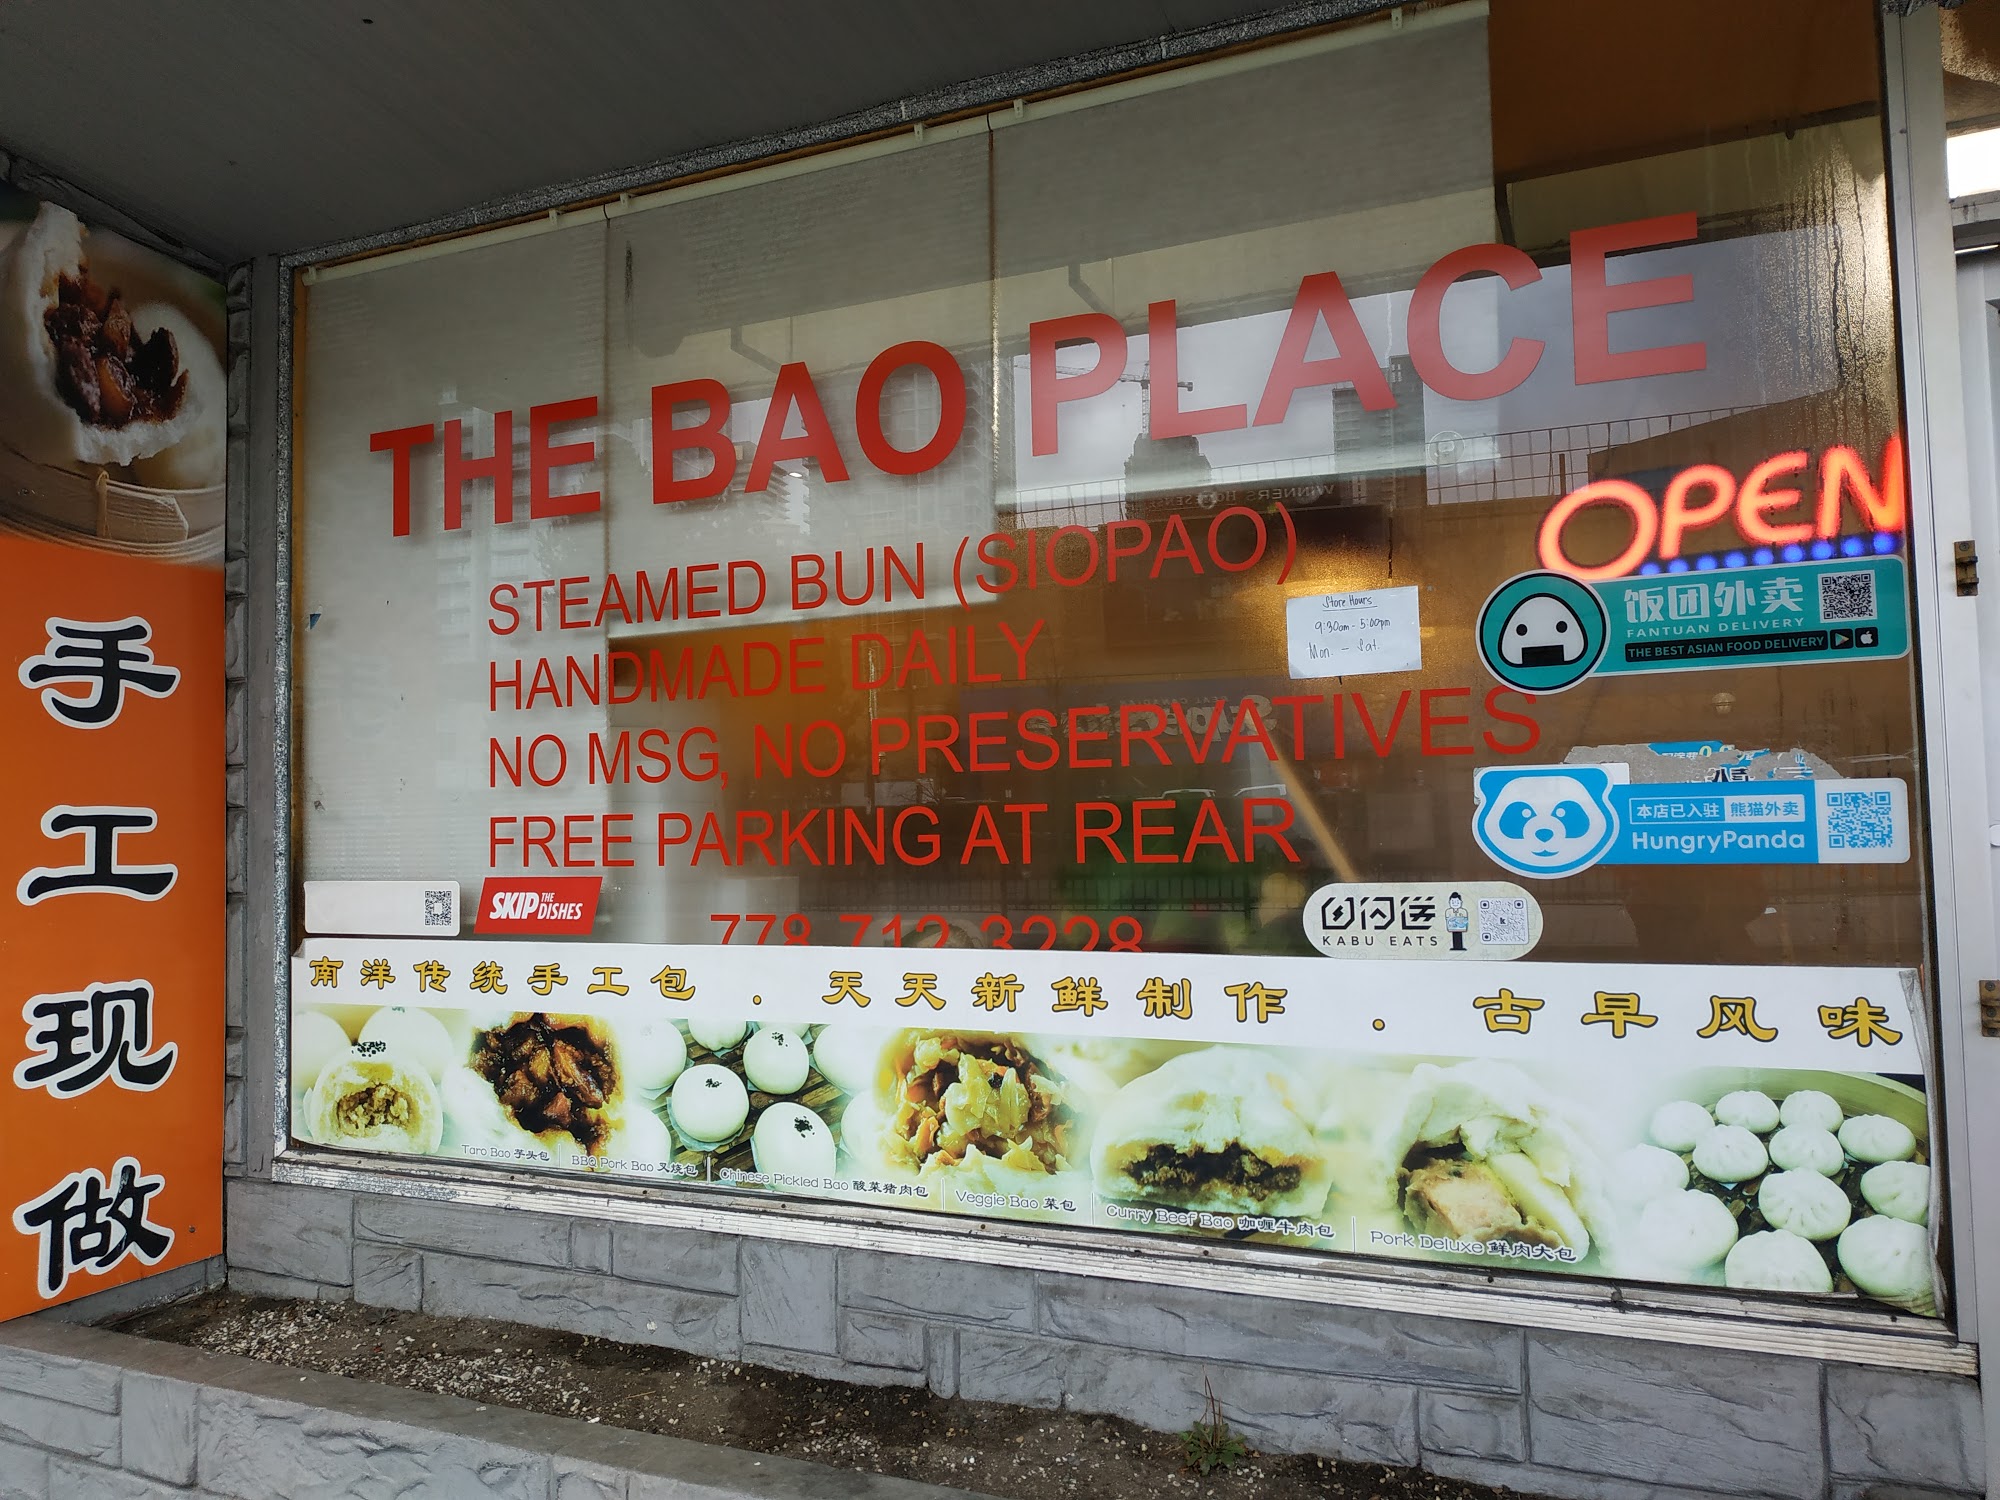 THE BAO PLACE
STEAMED BUN (SIOPAO)
HANDMADE DAILY
NO MSG, NO PRESERVATIVES
FREE PARKING AT REAR
778 712 3228
OPEN
Store Hours
9:30am - 5:00pm
Mon. - Sat.
饭团外卖
FANTUAN DELIVERY
THE BEST ASIAN FOOD DELIVERY
本店已入驻 熊猫外卖
HungryPanda
闪送
KABU EATS
SKIP THE DISHES
手工现做
南洋传统手工包 . 天天新鲜制作 . 古早风味
Taro Bao 芋头包
BBQ Pork Bao 叉烧包
Chinese Pickled Bao 酸菜猪肉包
Veggie Bao 菜包
Curry Beef Bao 咖喱牛肉包
Pork Deluxe 鲜肉大包